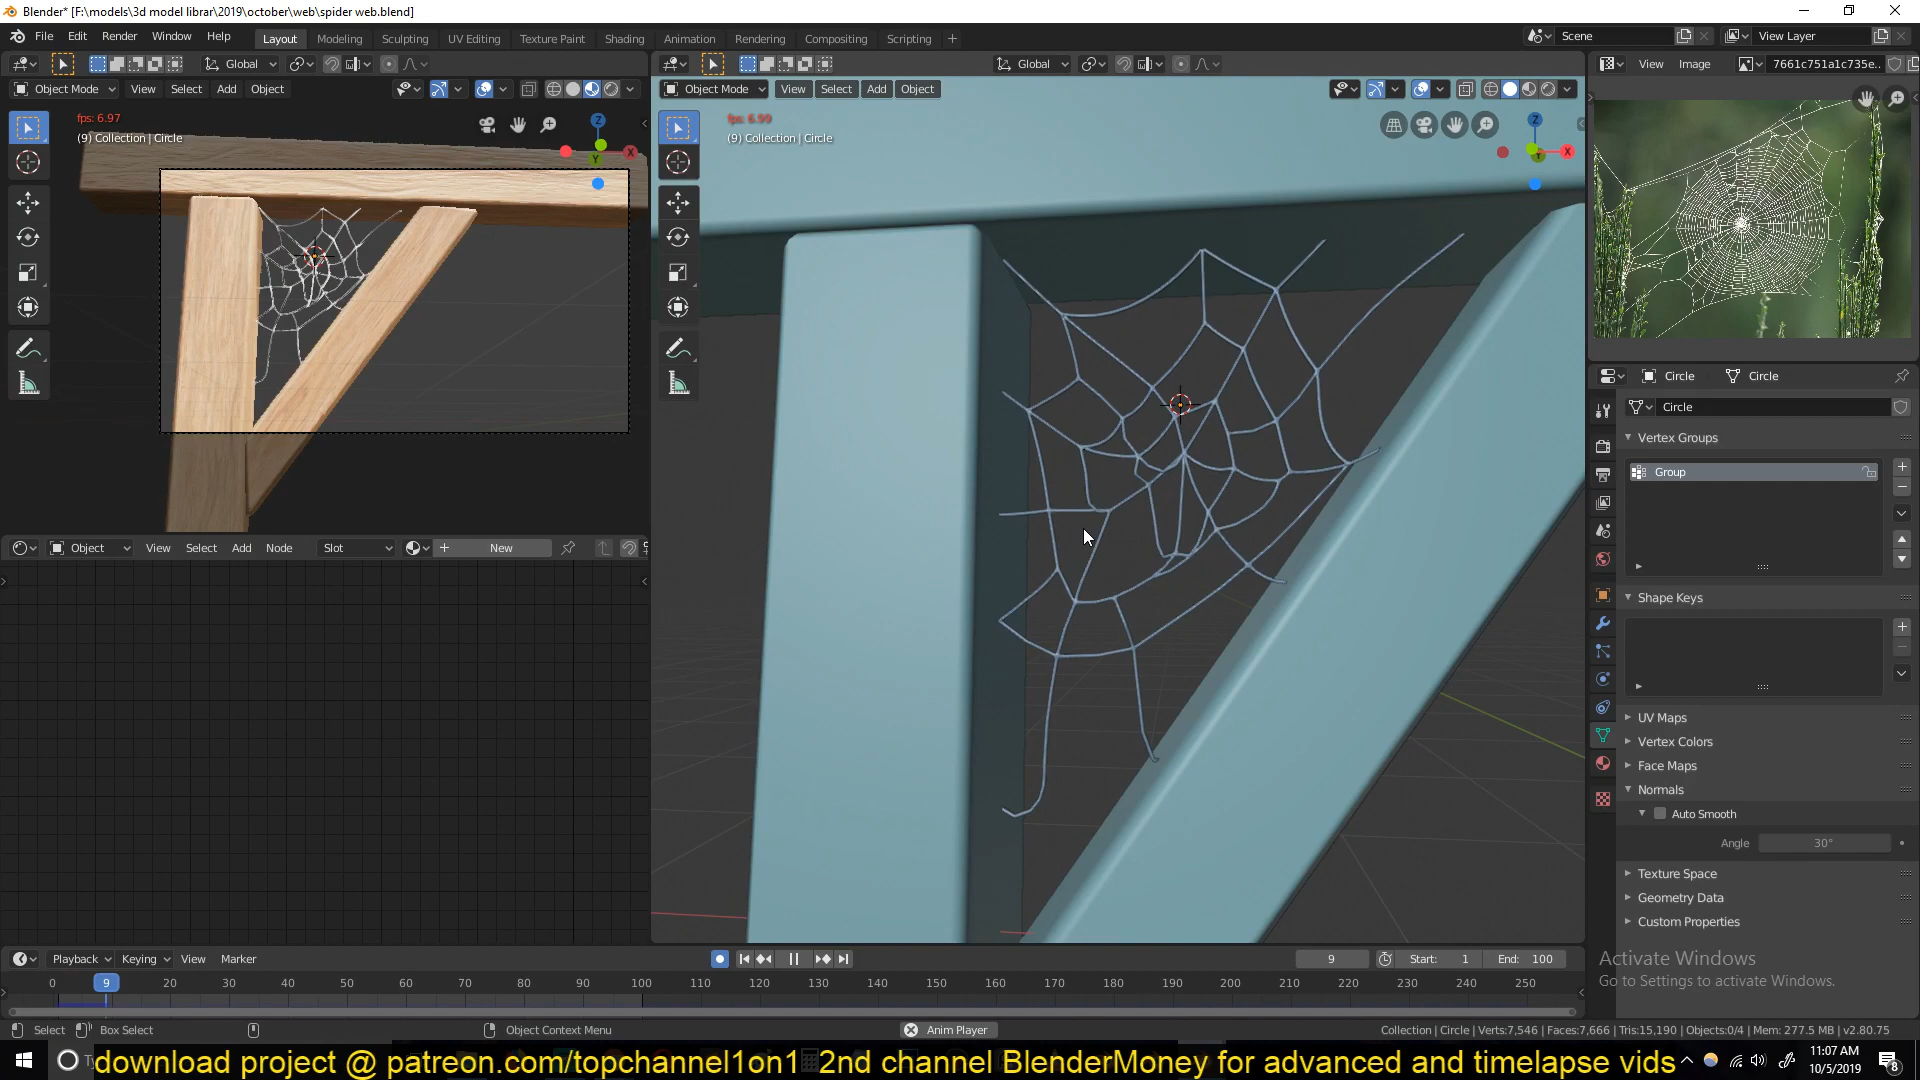 Blender* [F:\models\3d model librar\2019\october\web\spider web.blend]
File Edit Render Window Help
Layout Modeling Sculpting UV Editing Texture Paint Shading Animation Rendering Compositing Scripting
Scene View Layer
Global
Global
View Image 7661c751a1c735e..
Object Mode View Select Add Object
Object Mode View Select Add Object
fps: 6.97
(9) Collection | Circle
fps: 6.99
(9) Collection | Circle
Circle Circle
Circle
Vertex Groups
Group
Shape Keys
UV Maps
Vertex Colors
Face Maps
Normals
Auto Smooth
Angle 30°
Texture Space
Geometry Data
Custom Properties
Object View Select Add Node Slot New
Activate Windows
Go to Settings to activate Windows.
Playback Keying View Marker 9 Start: 1 End: 100
0 9 20 30 40 50 60 70 80 90 100 110 120 130 140 150 160 170 180 190 200 210 220 230 240 250
Select Box Select Object Context Menu Anim Player Collection | Circle | Verts:7,546 | Faces:7,666 | Tris:15,190 | Objects:0/4 | Mem: 277.5 MB | v2.80.75
download project @ patreon.com/topchannel1on1 2nd channel BlenderMoney for advanced and timelapse vids
11:07 AM
10/5/2019
8